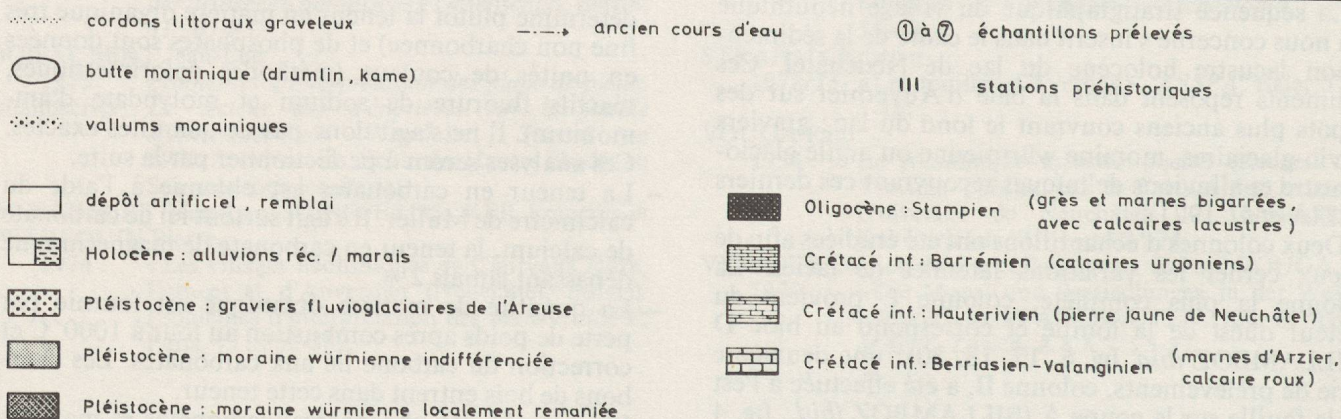 cordons littoraux graveleux
butte morainique (drumlin, kame)
vallums morainiques
dépôt artificiel, remblai
Holocène : alluvions réc. / marais
Pléistocène : graviers fluvioglaciaires de l'Areuse
Pléistocène : moraine würmienne indifférenciée
Pléistocène : moraine würmienne localement remaniée
ancien cours d'eau
① à ⑦ échantillons prélevés
III stations préhistoriques
Oligocène : Stampien (grès et marnes bigarrées,
avec calcaires lacustres)
Crétacé inf.: Barrémien (calcaires urgoniens)
Crétacé inf.: Hauterivien (pierre jaune de Neuchâtel)
Crétacé inf.: Berriasien-Valanginien (marnes d'Arzier,
calcaire roux)